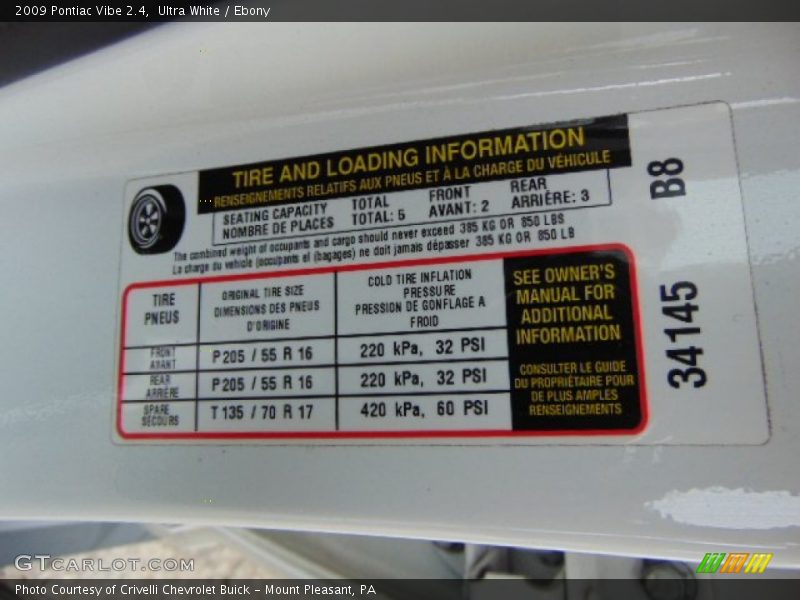 2009 Pontiac Vibe 2.4,  Ultra White / Ebony
TIRE AND LOADING INFORMATION
RENSEIGNEMENTS RELATIFS AUX PNEUS ET À LA CHARGE DU VÉHICULE
SEATING CAPACITY TOTAL FRONT REAR
NOMBRE DE PLACES TOTAL: 5 AVANT: 2 ARRIÈRE: 3
The combined weight of occupants and cargo should never exceed 385 KG OR 850 LBS
La charge du vehicle (occupants el (bagages) ne doit jamais dépasser 385 KG OR 850 LB
TIRE
PNEUS
ORIGINAL TIRE SIZE
DIMENSIONS DES PNEUS
D'ORIGINE
COLD TIRE INFLATION
PRESSURE
PRESSION DE GONFLAGE A
FROID
FRONT
AVANT
P205 / 55 R 16
220 kPa, 32 PSI
REAR
ARRIÈRE
P205 / 55 R 16
220 kPa, 32 PSI
SPARE
SECOURS
T135 / 70 R 17
420 kPa, 60 PSI
SEE OWNER'S
MANUAL FOR
ADDITIONAL
INFORMATION
CONSULTER LE GUIDE
DU PROPRIÉTAIRE POUR
DE PLUS AMPLES
RENSEIGNEMENTS
34145 B8
GTCARLOT.COM
Photo Courtesy of Crivelli Chevrolet Buick - Mount Pleasant, PA